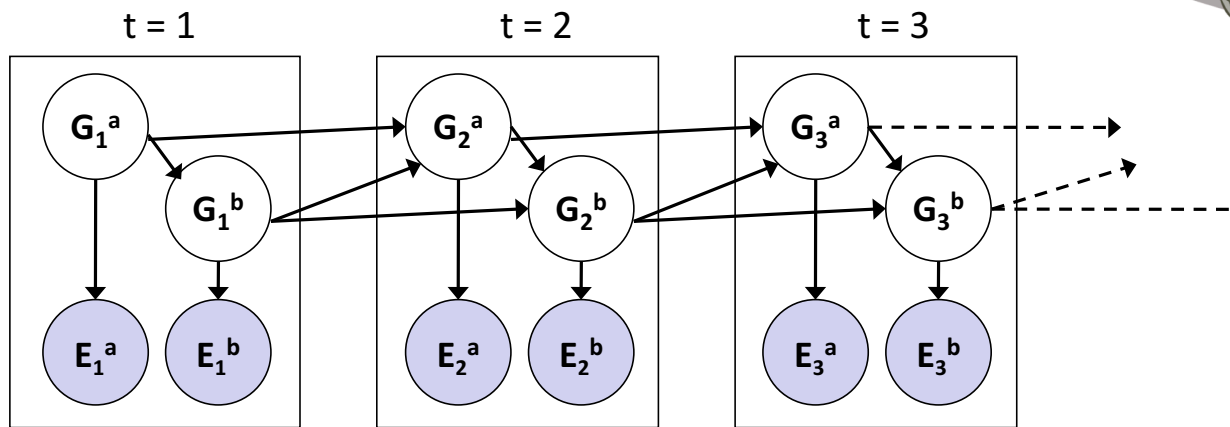 t = 1 t = 2 t = 3
G₁ᵃ G₂ᵃ G₃ᵃ
G₁ᵇ G₂ᵇ G₃ᵇ
E₁ᵃ E₁ᵇ E₂ᵃ E₂ᵇ E₃ᵃ E₃ᵇ